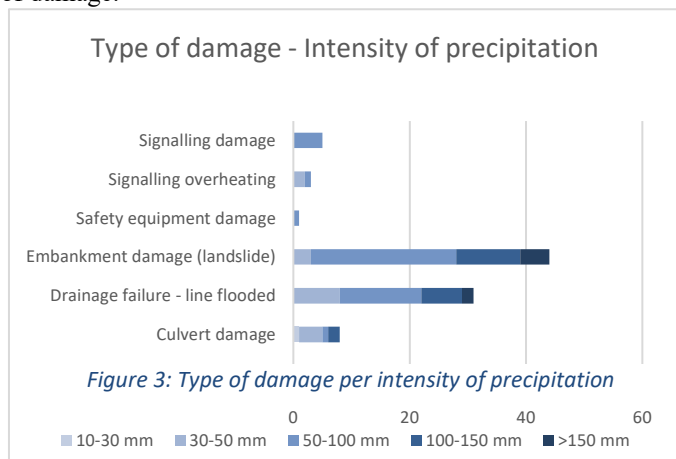 Type of damage - Intensity of precipitation
Signalling damage
Signalling overheating
Safety equipment damage
Embankment damage (landslide)
Drainage failure - line flooded
Culvert damage
Figure 3: Type of damage per intensity of precipitation
0 20 40 60
10-30 mm 30-50 mm 50-100 mm 100-150 mm >150 mm